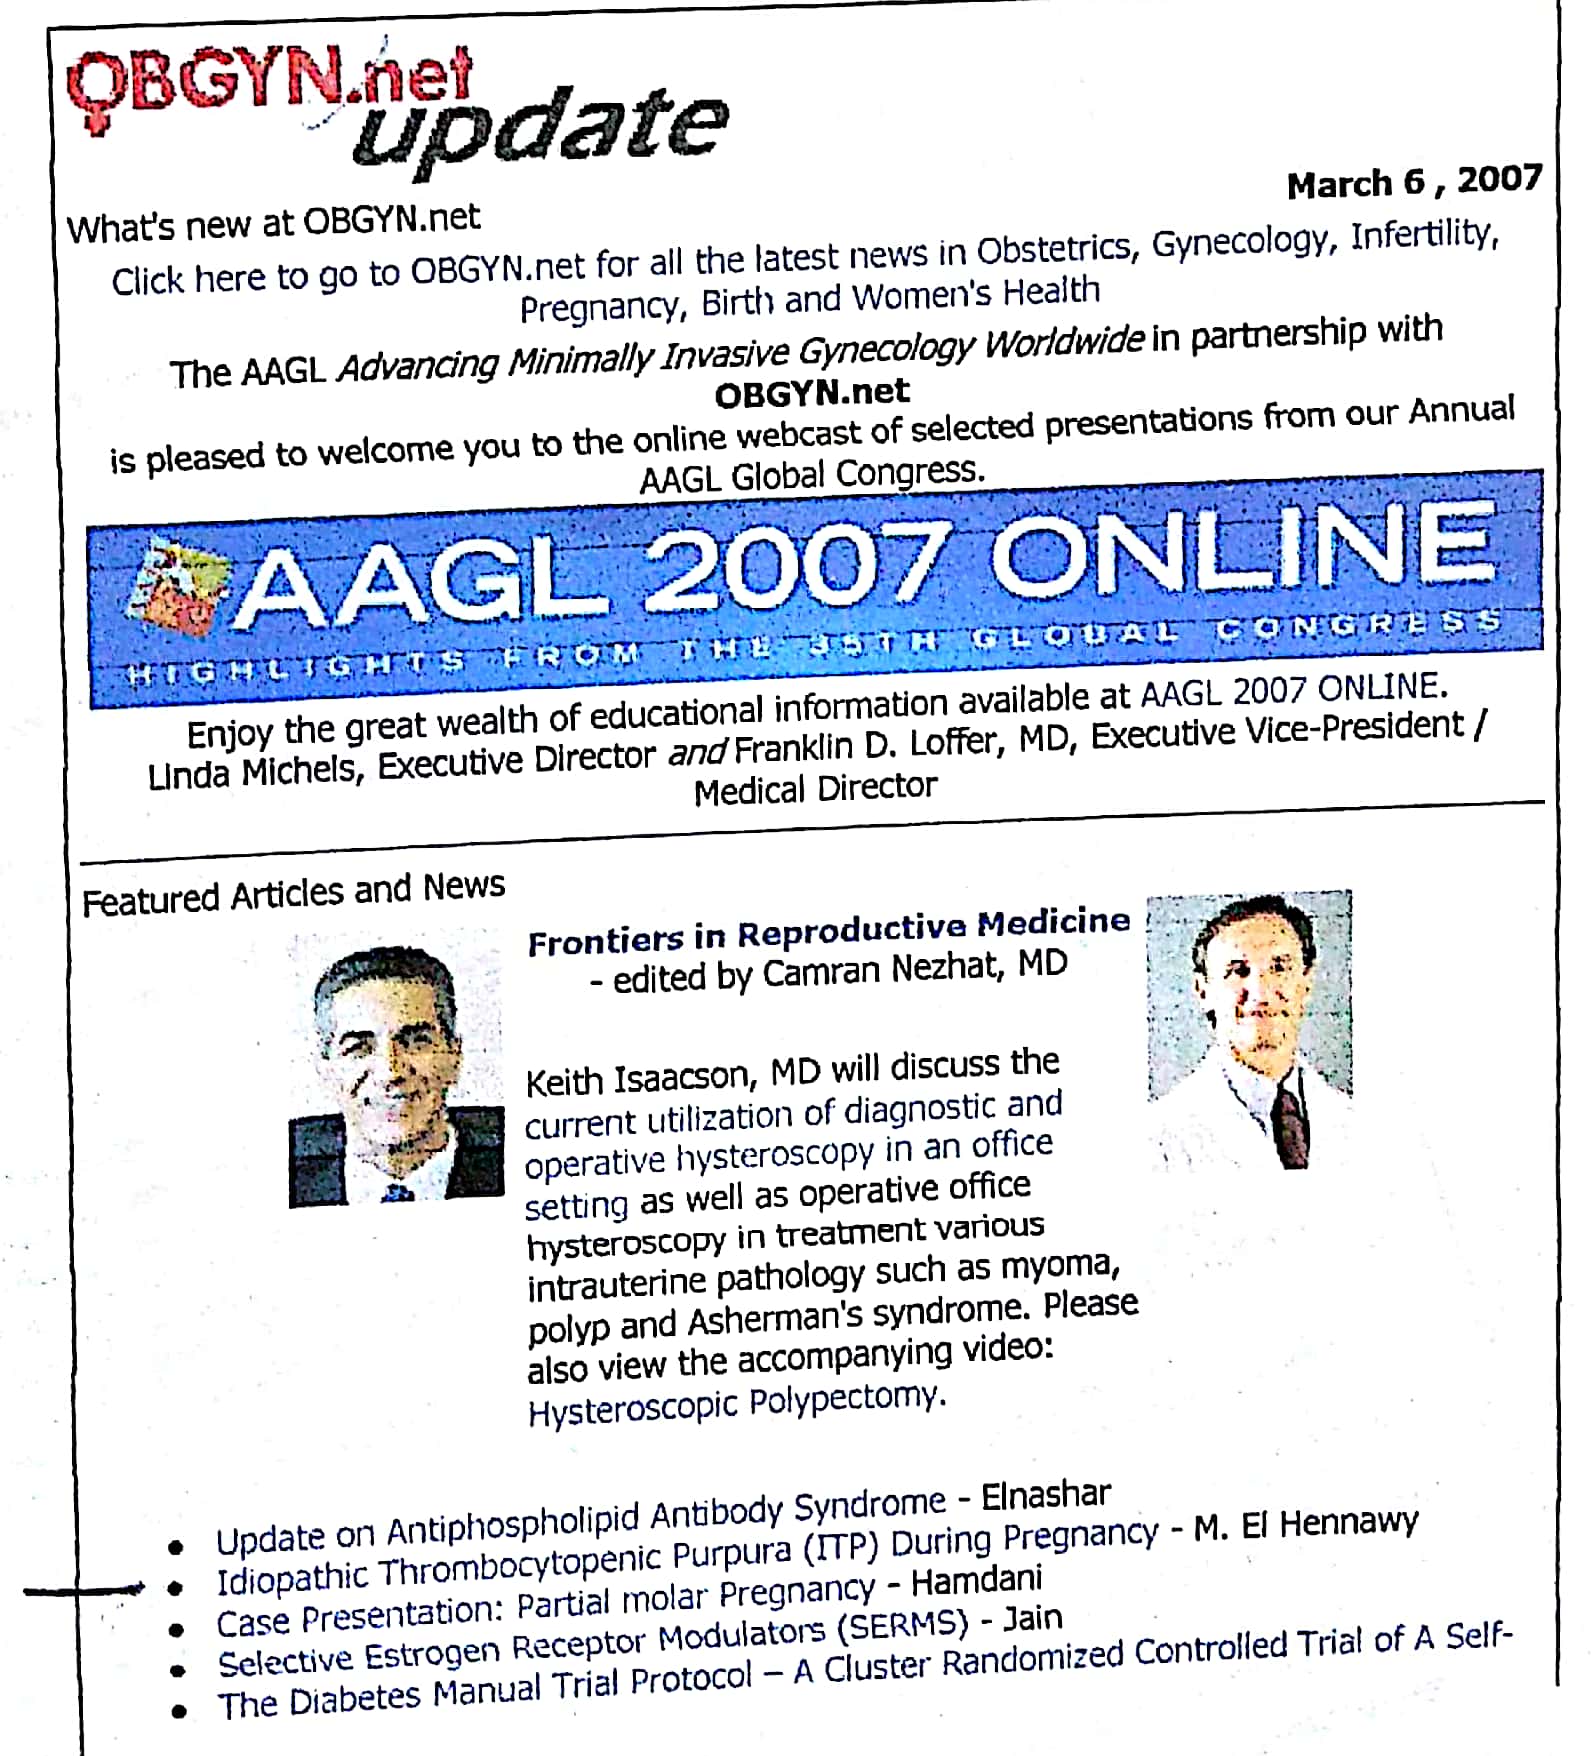 OBGYN.net
update
March 6 , 2007
What's new at OBGYN.net
Click here to go to OBGYN.net for all the latest news in Obstetrics, Gynecology, Infertility,
Pregnancy, Birth and Women's Health
The AAGL Advancing Minimally Invasive Gynecology Worldwide in partnership with
OBGYN.net
is pleased to welcome you to the online webcast of selected presentations from our Annual
AAGL Global Congress.
AAGL 2007 ONLINE
HIGHLIGHTS FROM THE 35TH GLOBAL CONGRESS
Enjoy the great wealth of educational information available at AAGL 2007 ONLINE.
Linda Michels, Executive Director and Franklin D. Loffer, MD, Executive Vice-President /
Medical Director
Featured Articles and News
Frontiers in Reproductive Medicine
- edited by Camran Nezhat, MD
Keith Isaacson, MD will discuss the
current utilization of diagnostic and
operative hysteroscopy in an office
setting as well as operative office
hysteroscopy in treatment various
intrauterine pathology such as myoma,
polyp and Asherman's syndrome. Please
also view the accompanying video:
Hysteroscopic Polypectomy.
• Update on Antiphospholipid Antibody Syndrome - Elnashar
• Idiopathic Thrombocytopenic Purpura (ITP) During Pregnancy - M. El Hennawy
• Case Presentation: Partial molar Pregnancy - Hamdani
• Selective Estrogen Receptor Modulators (SERMS) - Jain
• The Diabetes Manual Trial Protocol – A Cluster Randomized Controlled Trial of A Self-